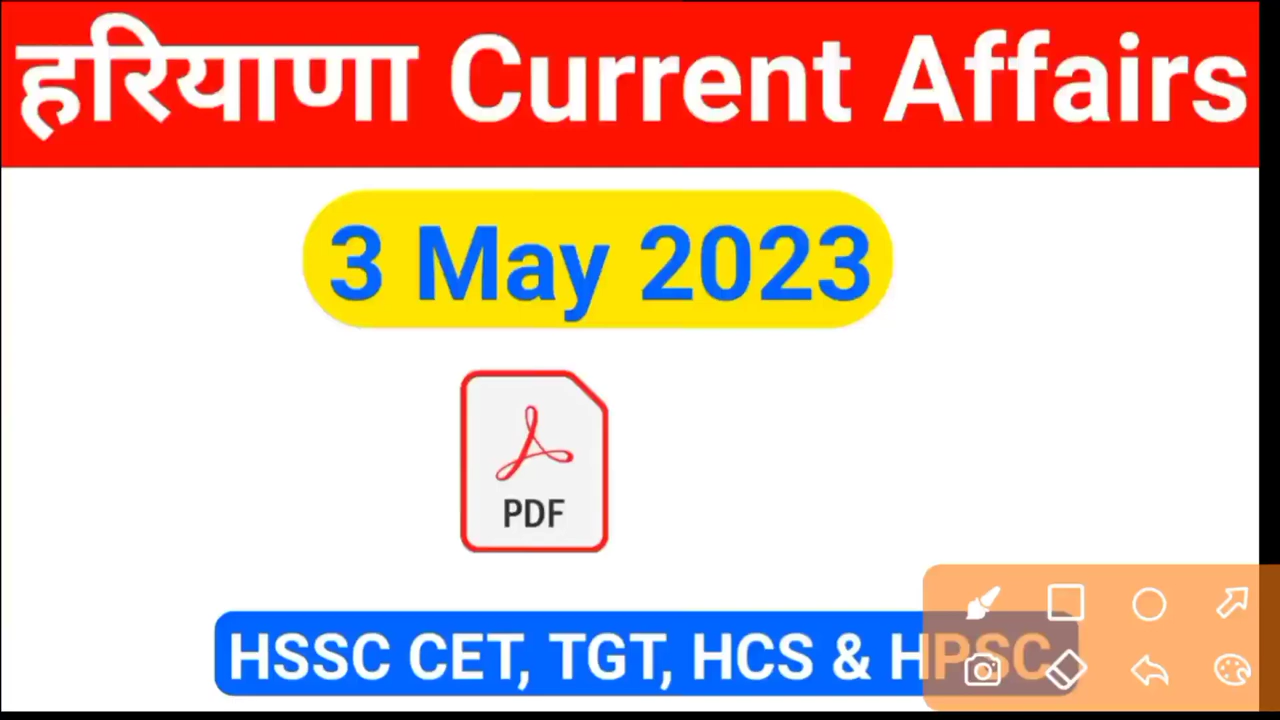 हरियाणा Current Affairs
3 May 2023
PDF
HSSC CET, TGT, HCS & HPSC